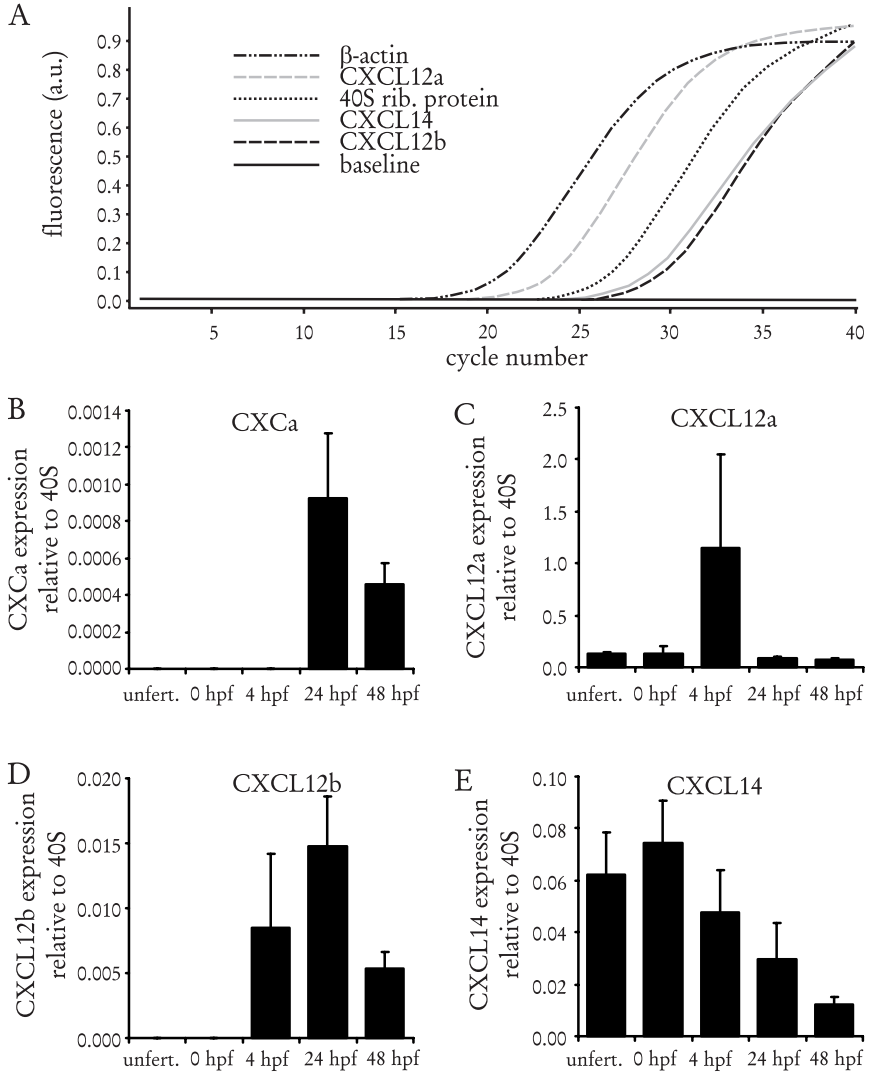 A
fluorescence (a.u.)
0.9
0.8
0.7
0.6
0.5
0.4
0.3
0.2
0.1
0.0
β-actin
CXCL12a
40S rib. protein
CXCL14
CXCL12b
baseline
5 10 15 20 25 30 35 40
cycle number
B
CXCa
CXCa expression
relative to 40S
0.0014
0.0012
0.0010
0.0008
0.0006
0.0004
0.0002
0.0000
unfert. 0 hpf 4 hpf 24 hpf 48 hpf
C
CXCL12a
CXCL12a expression
relative to 40S
2.5
2.0
1.5
1.0
0.5
0.0
unfert. 0 hpf 4 hpf 24 hpf 48 hpf
D
CXCL12b
CXCL12b expression
relative to 40S
0.020
0.015
0.010
0.005
0.000
unfert. 0 hpf 4 hpf 24 hpf 48 hpf
E
CXCL14
CXCL14 expression
relative to 40S
0.10
0.08
0.06
0.04
0.02
0.00
unfert. 0 hpf 4 hpf 24 hpf 48 hpf